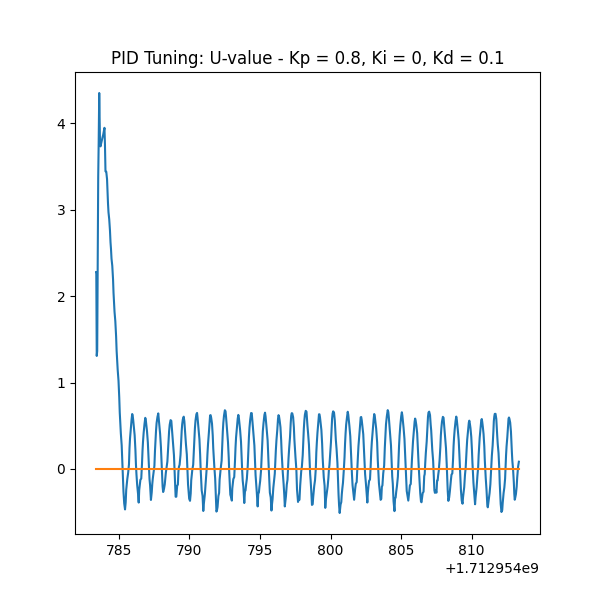 PID Tuning: U-value - Kp = 0.8, Ki = 0, Kd = 0.1
4
3
2
1
0
785 790 795 800 805 810
+1.712954e9